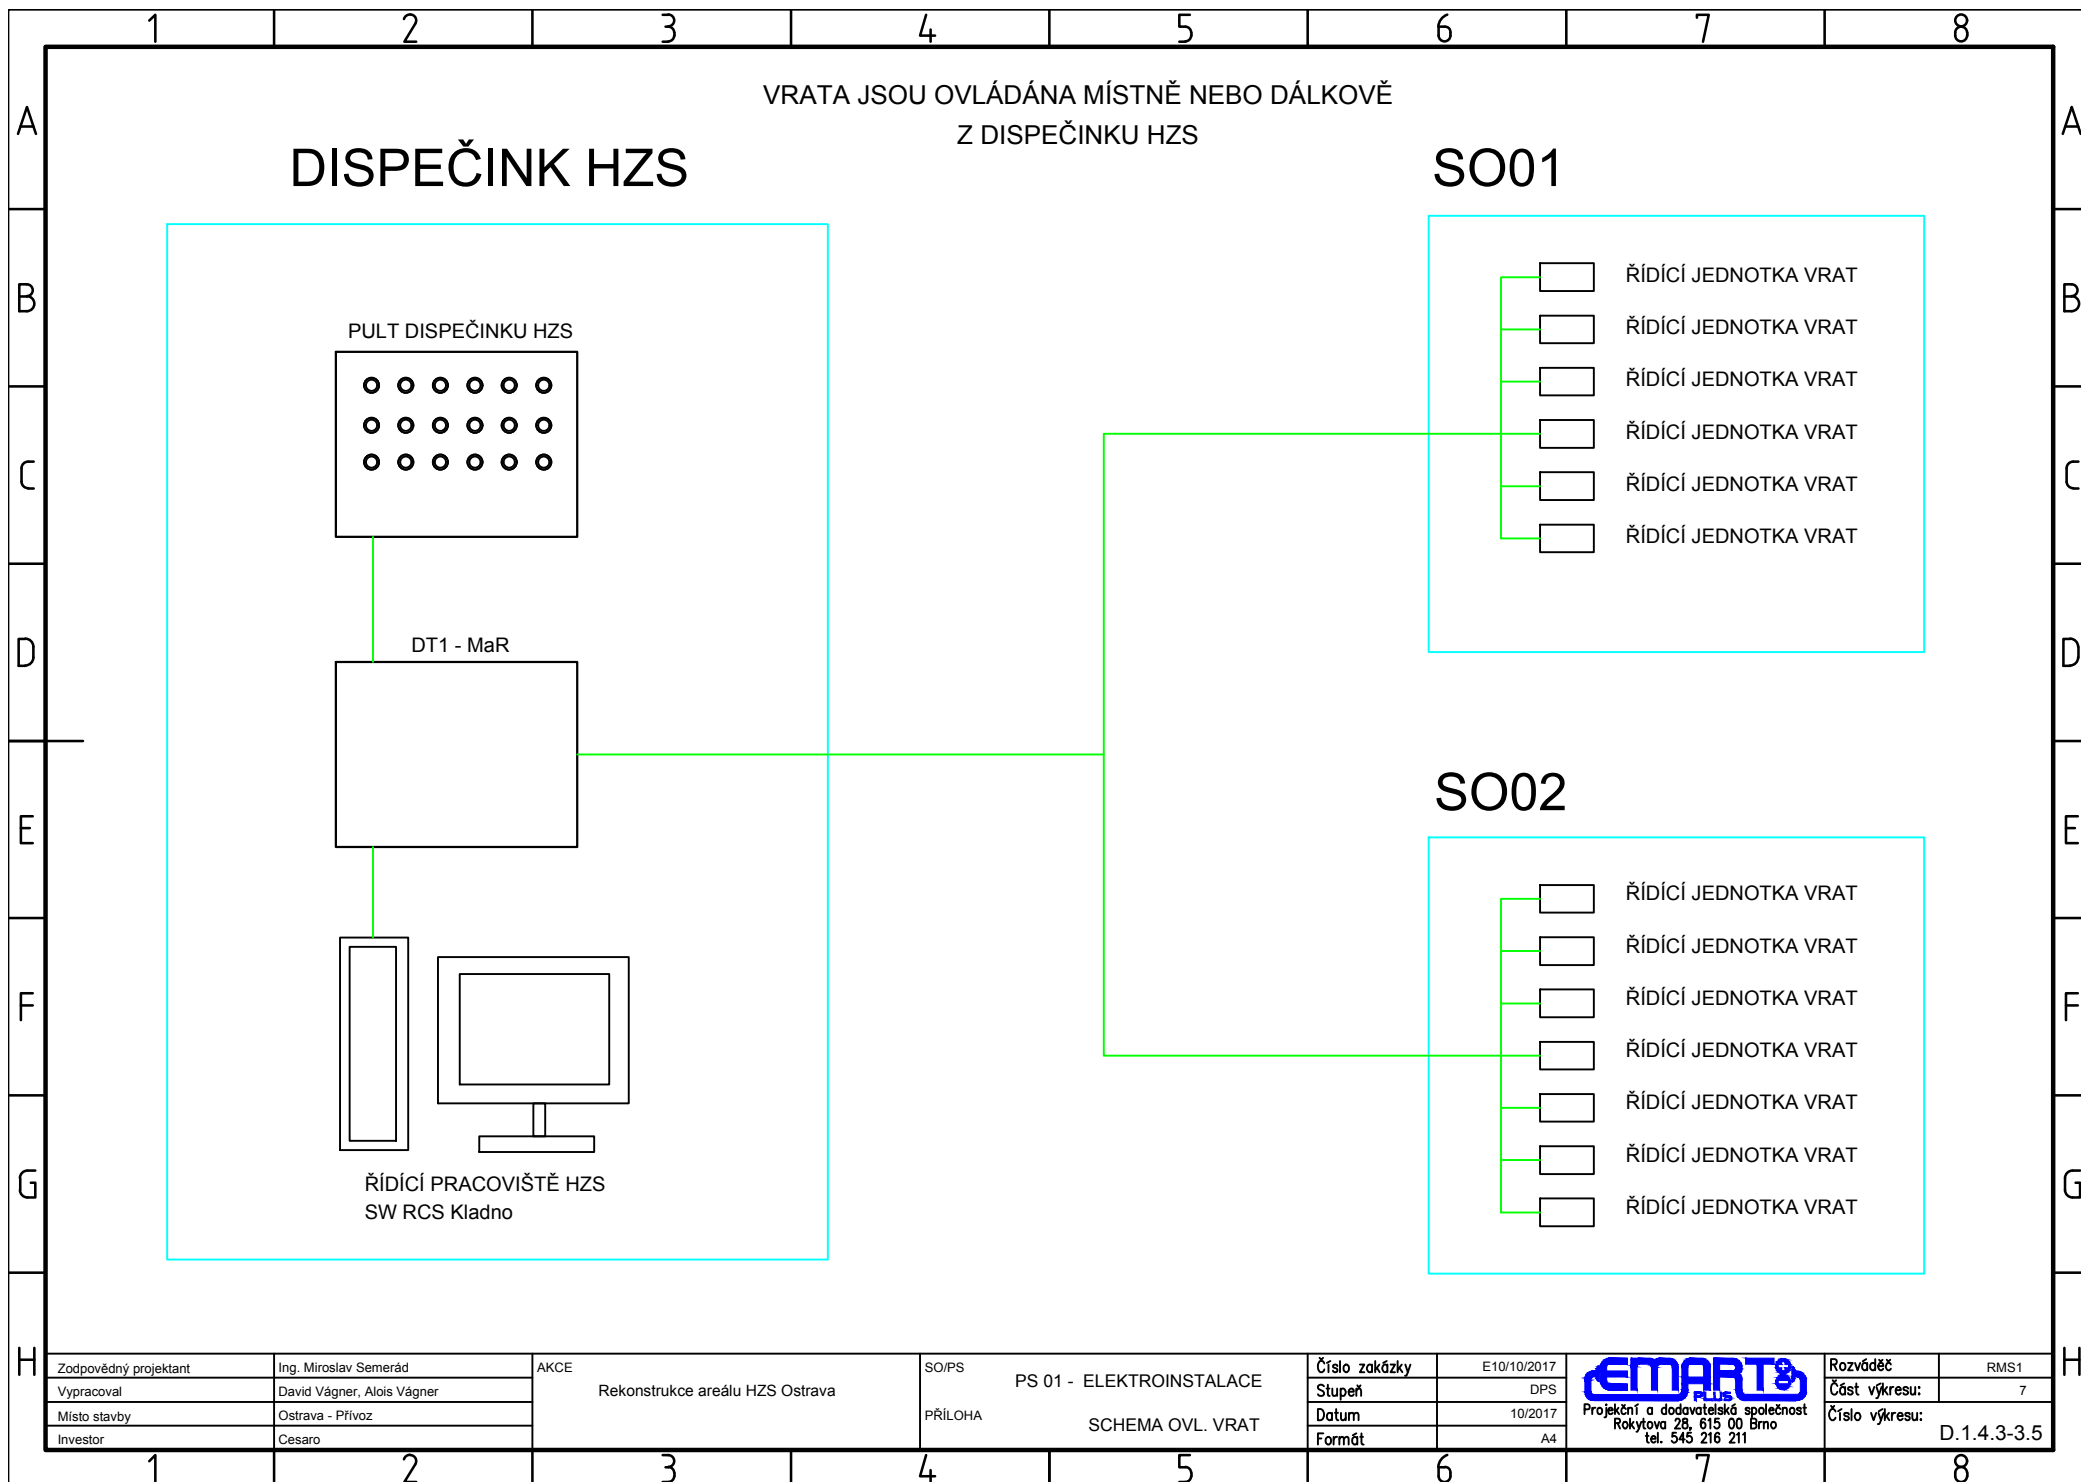 1 2 3 4 5 6 7 8
VRATA JSOU OVLÁDÁNA MÍSTNĚ NEBO DÁLKOVĚ
Z DISPEČINKU HZS
A A
DISPEČINK HZS
SO01
B B
PULT DISPEČINKU HZS
ŘÍDÍCÍ JEDNOTKA VRAT
ŘÍDÍCÍ JEDNOTKA VRAT
ŘÍDÍCÍ JEDNOTKA VRAT
ŘÍDÍCÍ JEDNOTKA VRAT
ŘÍDÍCÍ JEDNOTKA VRAT
ŘÍDÍCÍ JEDNOTKA VRAT
C C
D D
DT1 - MaR
SO02
E E
ŘÍDÍCÍ JEDNOTKA VRAT
ŘÍDÍCÍ JEDNOTKA VRAT
ŘÍDÍCÍ JEDNOTKA VRAT
ŘÍDÍCÍ JEDNOTKA VRAT
ŘÍDÍCÍ JEDNOTKA VRAT
ŘÍDÍCÍ JEDNOTKA VRAT
ŘÍDÍCÍ JEDNOTKA VRAT
F F
G G
ŘÍDÍCÍ PRACOVIŠTĚ HZS
SW RCS Kladno
H H
Zodpovědný projektant Ing. Miroslav Semerád
Vypracoval David Vágner, Alois Vágner
Místo stavby Ostrava - Přívoz
Investor Cesaro
AKCE
Rekonstrukce areálu HZS Ostrava
SO/PS
PS 01 - ELEKTROINSTALACE
PŘÍLOHA
SCHEMA OVL. VRAT
Číslo zakázky E10/10/2017
Stupeň DPS
Datum 10/2017
Formát A4
EMART
PLUS
Projekční a dodavatelská společnost
Rokytova 28, 615 00 Brno
tel. 545 216 211
Rozváděč RMS1
Část výkresu: 7
Číslo výkresu:
D.1.4.3-3.5
1 2 3 4 5 6 7 8